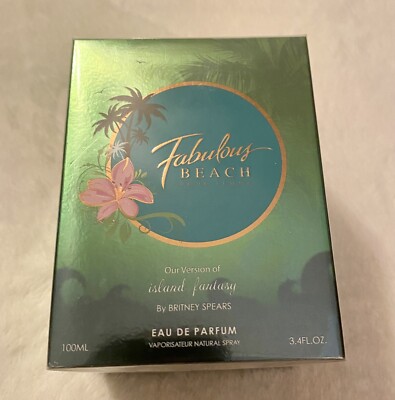 Fabulous
BEACH
Our Version of
island fantasy
By BRITNEY SPEARS
EAU DE PARFUM
100ML VAPORISATEUR NATURAL SPRAY 3.4FL.OZ.